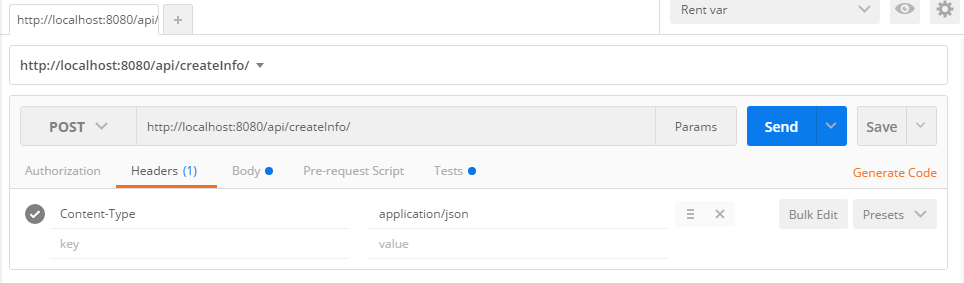 http://localhost:8080/api/
+
Rent var
http://localhost:8080/api/createInfo/
POST
http://localhost:8080/api/createInfo/
Params
Send
Save
Authorization
Headers (1)
Body
Pre-request Script
Tests
Generate Code
Content-Type
application/json
Bulk Edit
Presets
key
value